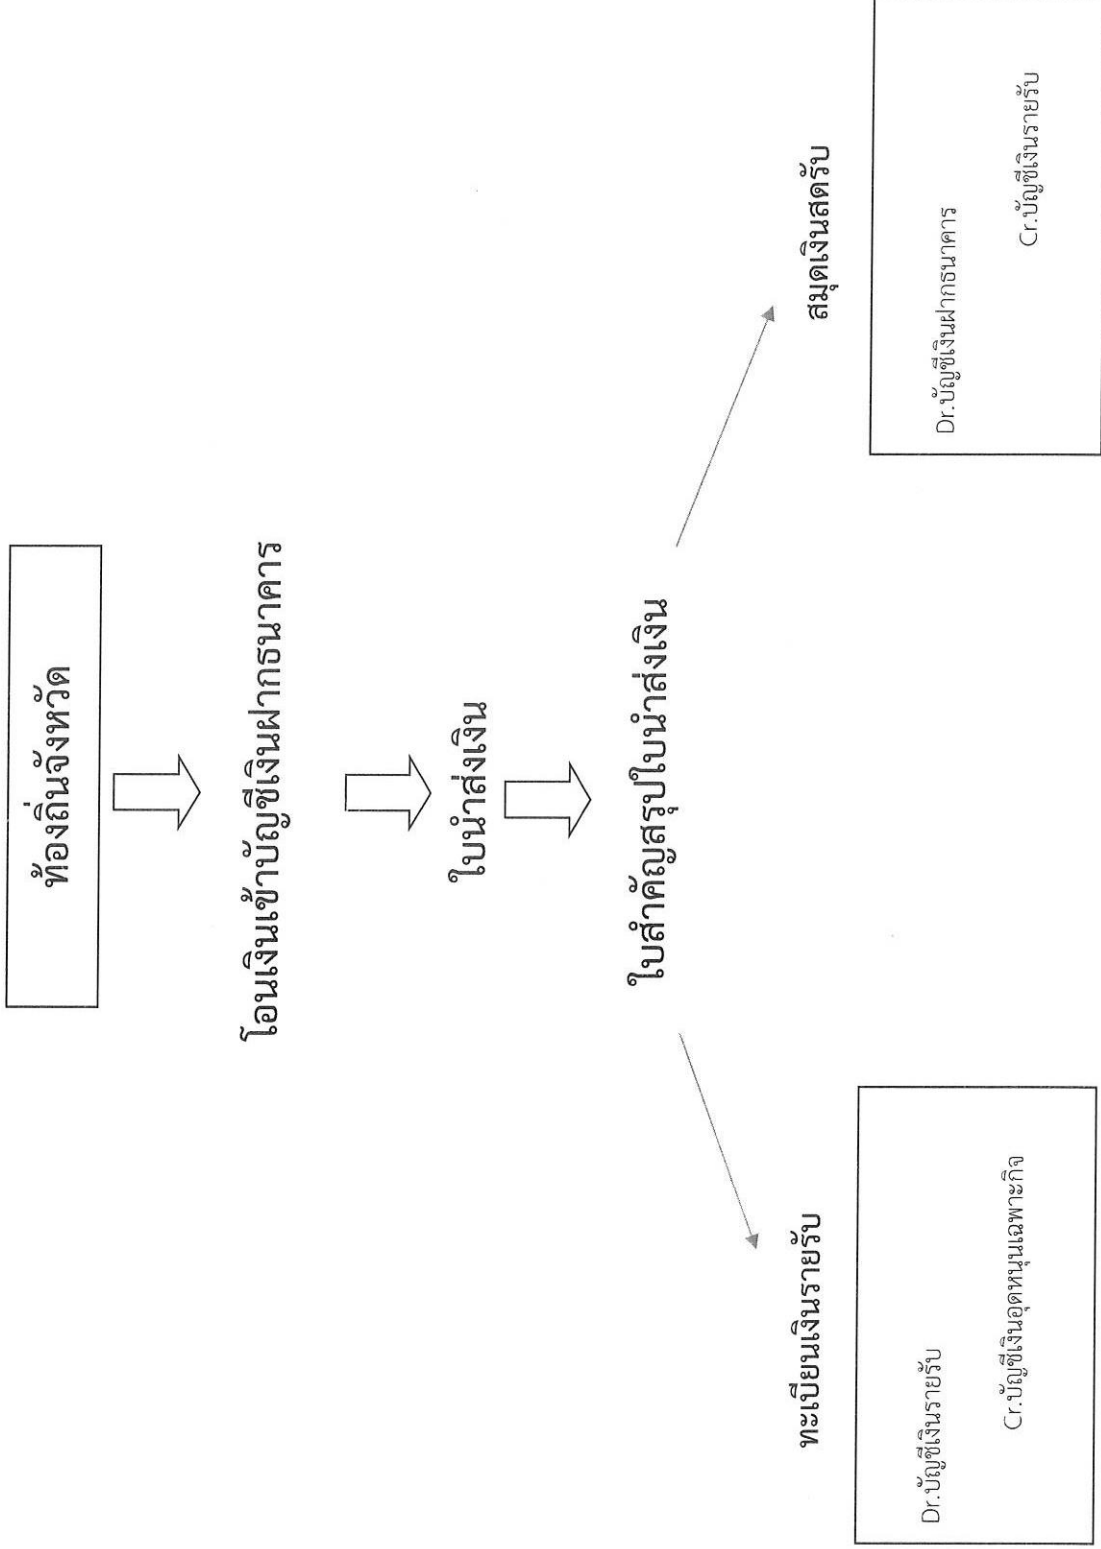 ท้องถิ่นจังหวัด
โอนเงินเข้าบัญชีเงินฝากธนาคาร
ใบนำส่งเงิน
ใบสำคัญสรุปใบนำส่งเงิน
ทะเบียนเงินรายรับ
Dr.บัญชีเงินรายรับ
Cr.บัญชีเงินอุดหนุนเฉพาะกิจ
สมุดเงินสดรับ
Dr.บัญชีเงินฝากธนาคาร
Cr.บัญชีเงินรายรับ